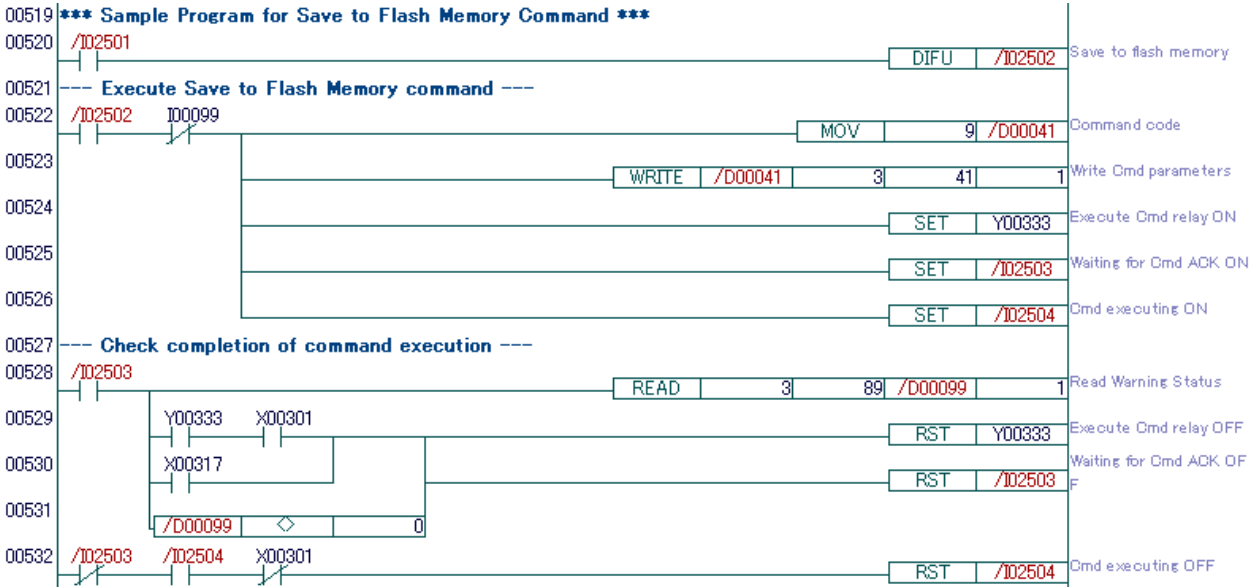 00519 *** Sample Program for Save to Flash Memory Command ***
00520 /I02501 DIFU /I02502 Save to flash memory
00521 --- Execute Save to Flash Memory command ---
00522 /I02502 I00099 MOV 9 /D00041 Command code
00523 WRITE /D00041 3 41 1 Write Cmd parameters
00524 SET Y00333 Execute Cmd relay ON
00525 SET /I02503 Waiting for Cmd ACK ON
00526 SET /I02504 Cmd executing ON
00527 --- Check completion of command execution ---
00528 /I02503 READ 3 89 /D00099 1 Read Warning Status
00529 Y00333 X00301 RST Y00333 Execute Cmd relay OFF
00530 X00317 RST /I02503 Waiting for Cmd ACK OF
F
00531 /D00099 <> 0
00532 /I02503 /I02504 X00301 RST /I02504 Cmd executing OFF